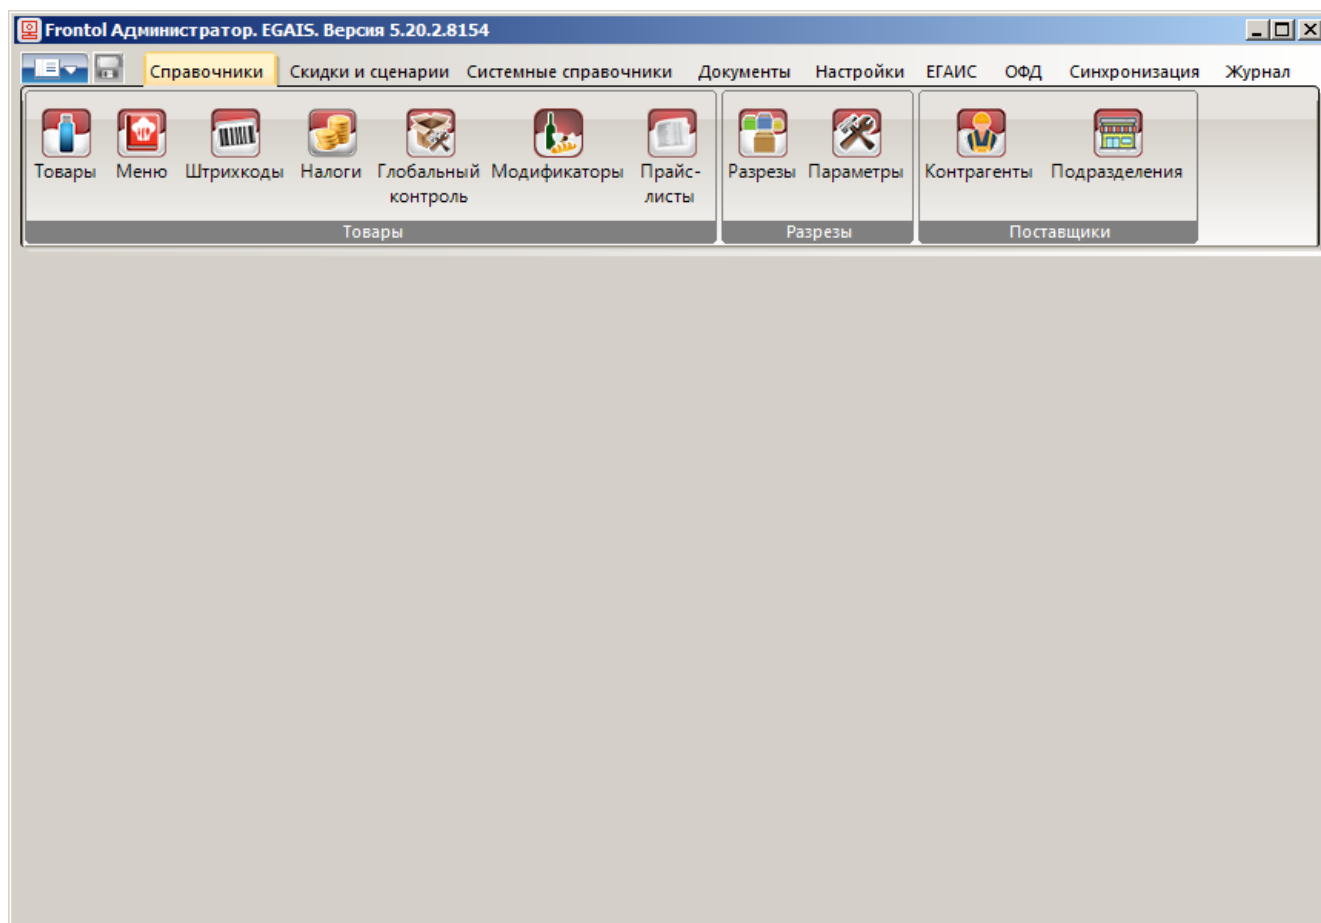 Frontol Администратор. EGAIS. Версия 5.20.2.8154
Справочники Скидки и сценарии Системные справочники Документы Настройки ЕГАИС ОФД Синхронизация Журнал
Товары Меню Штрихкоды Налоги Глобальный контроль Модификаторы Прайс-листы Разрезы Параметры Контрагенты Подразделения
Товары Разрезы Поставщики